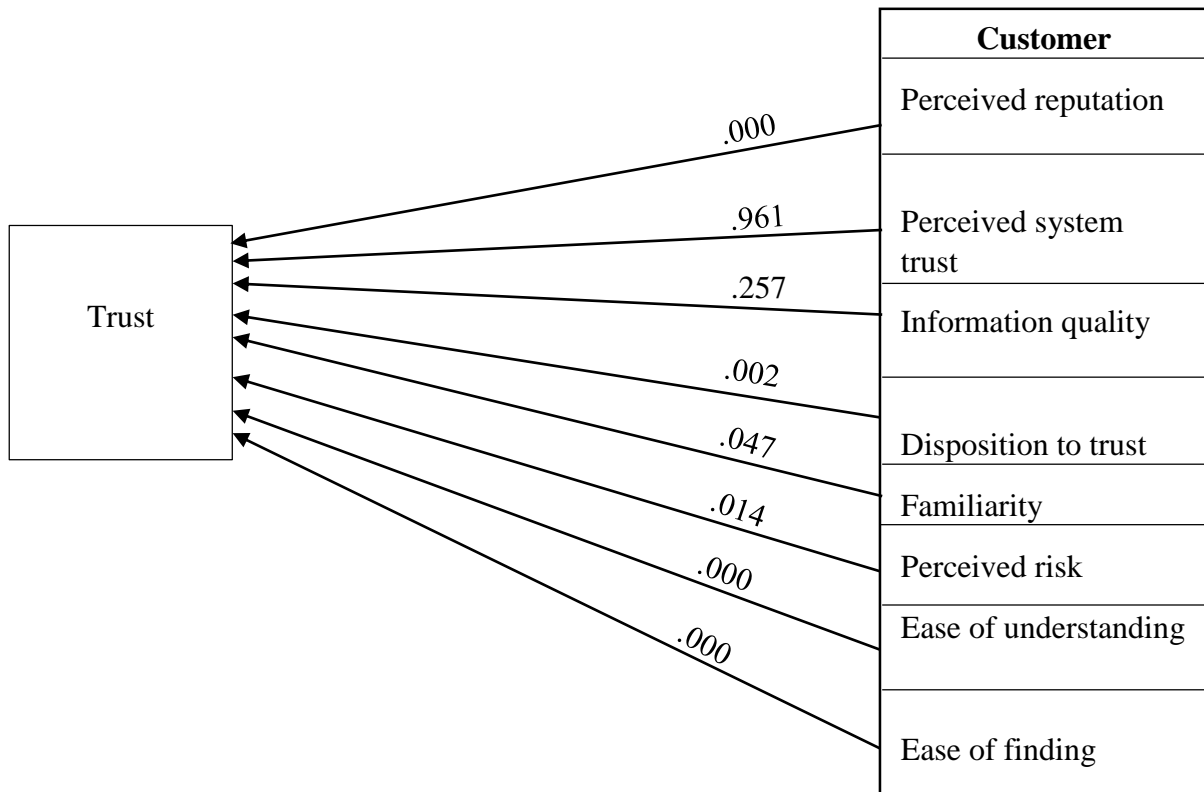 Customer
Perceived reputation
.000
Perceived system
trust
.961
Information quality
.257
Trust
Disposition to trust
.002
Familiarity
.047
Perceived risk
.014
Ease of understanding
.000
Ease of finding
.000